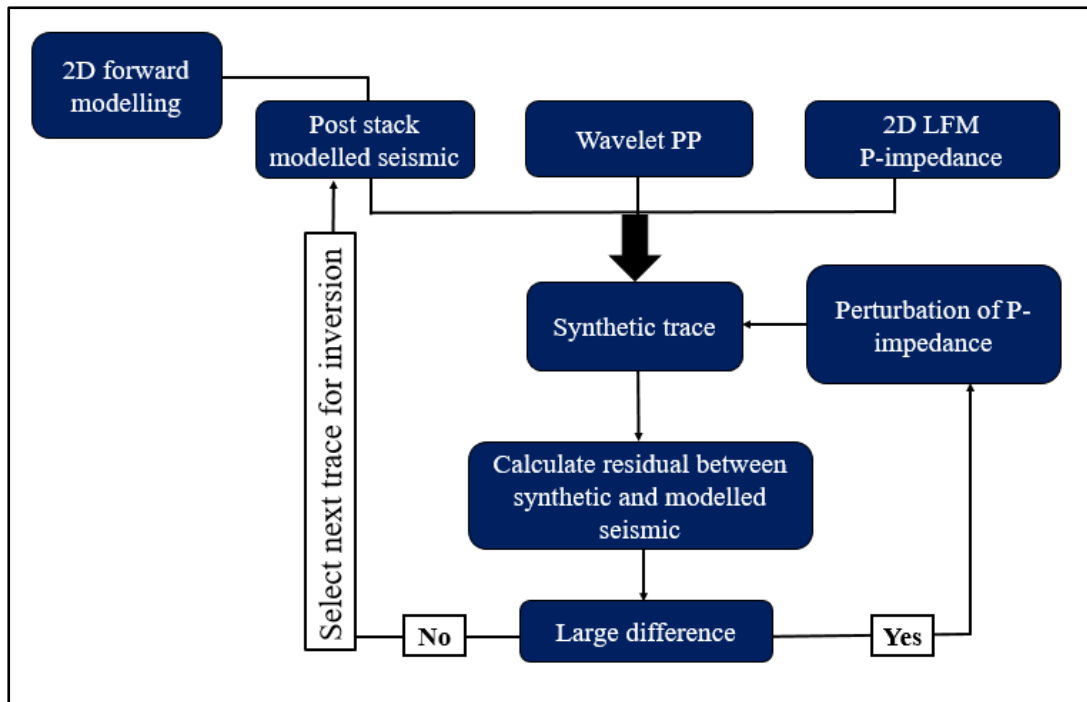 2D forward
modelling
Post stack
modelled seismic
Wavelet PP
2D LFM
P-impedance
Synthetic trace
Perturbation of P-
impedance
Select next trace for inversion
Calculate residual between
synthetic and modelled
seismic
No
Large difference
Yes